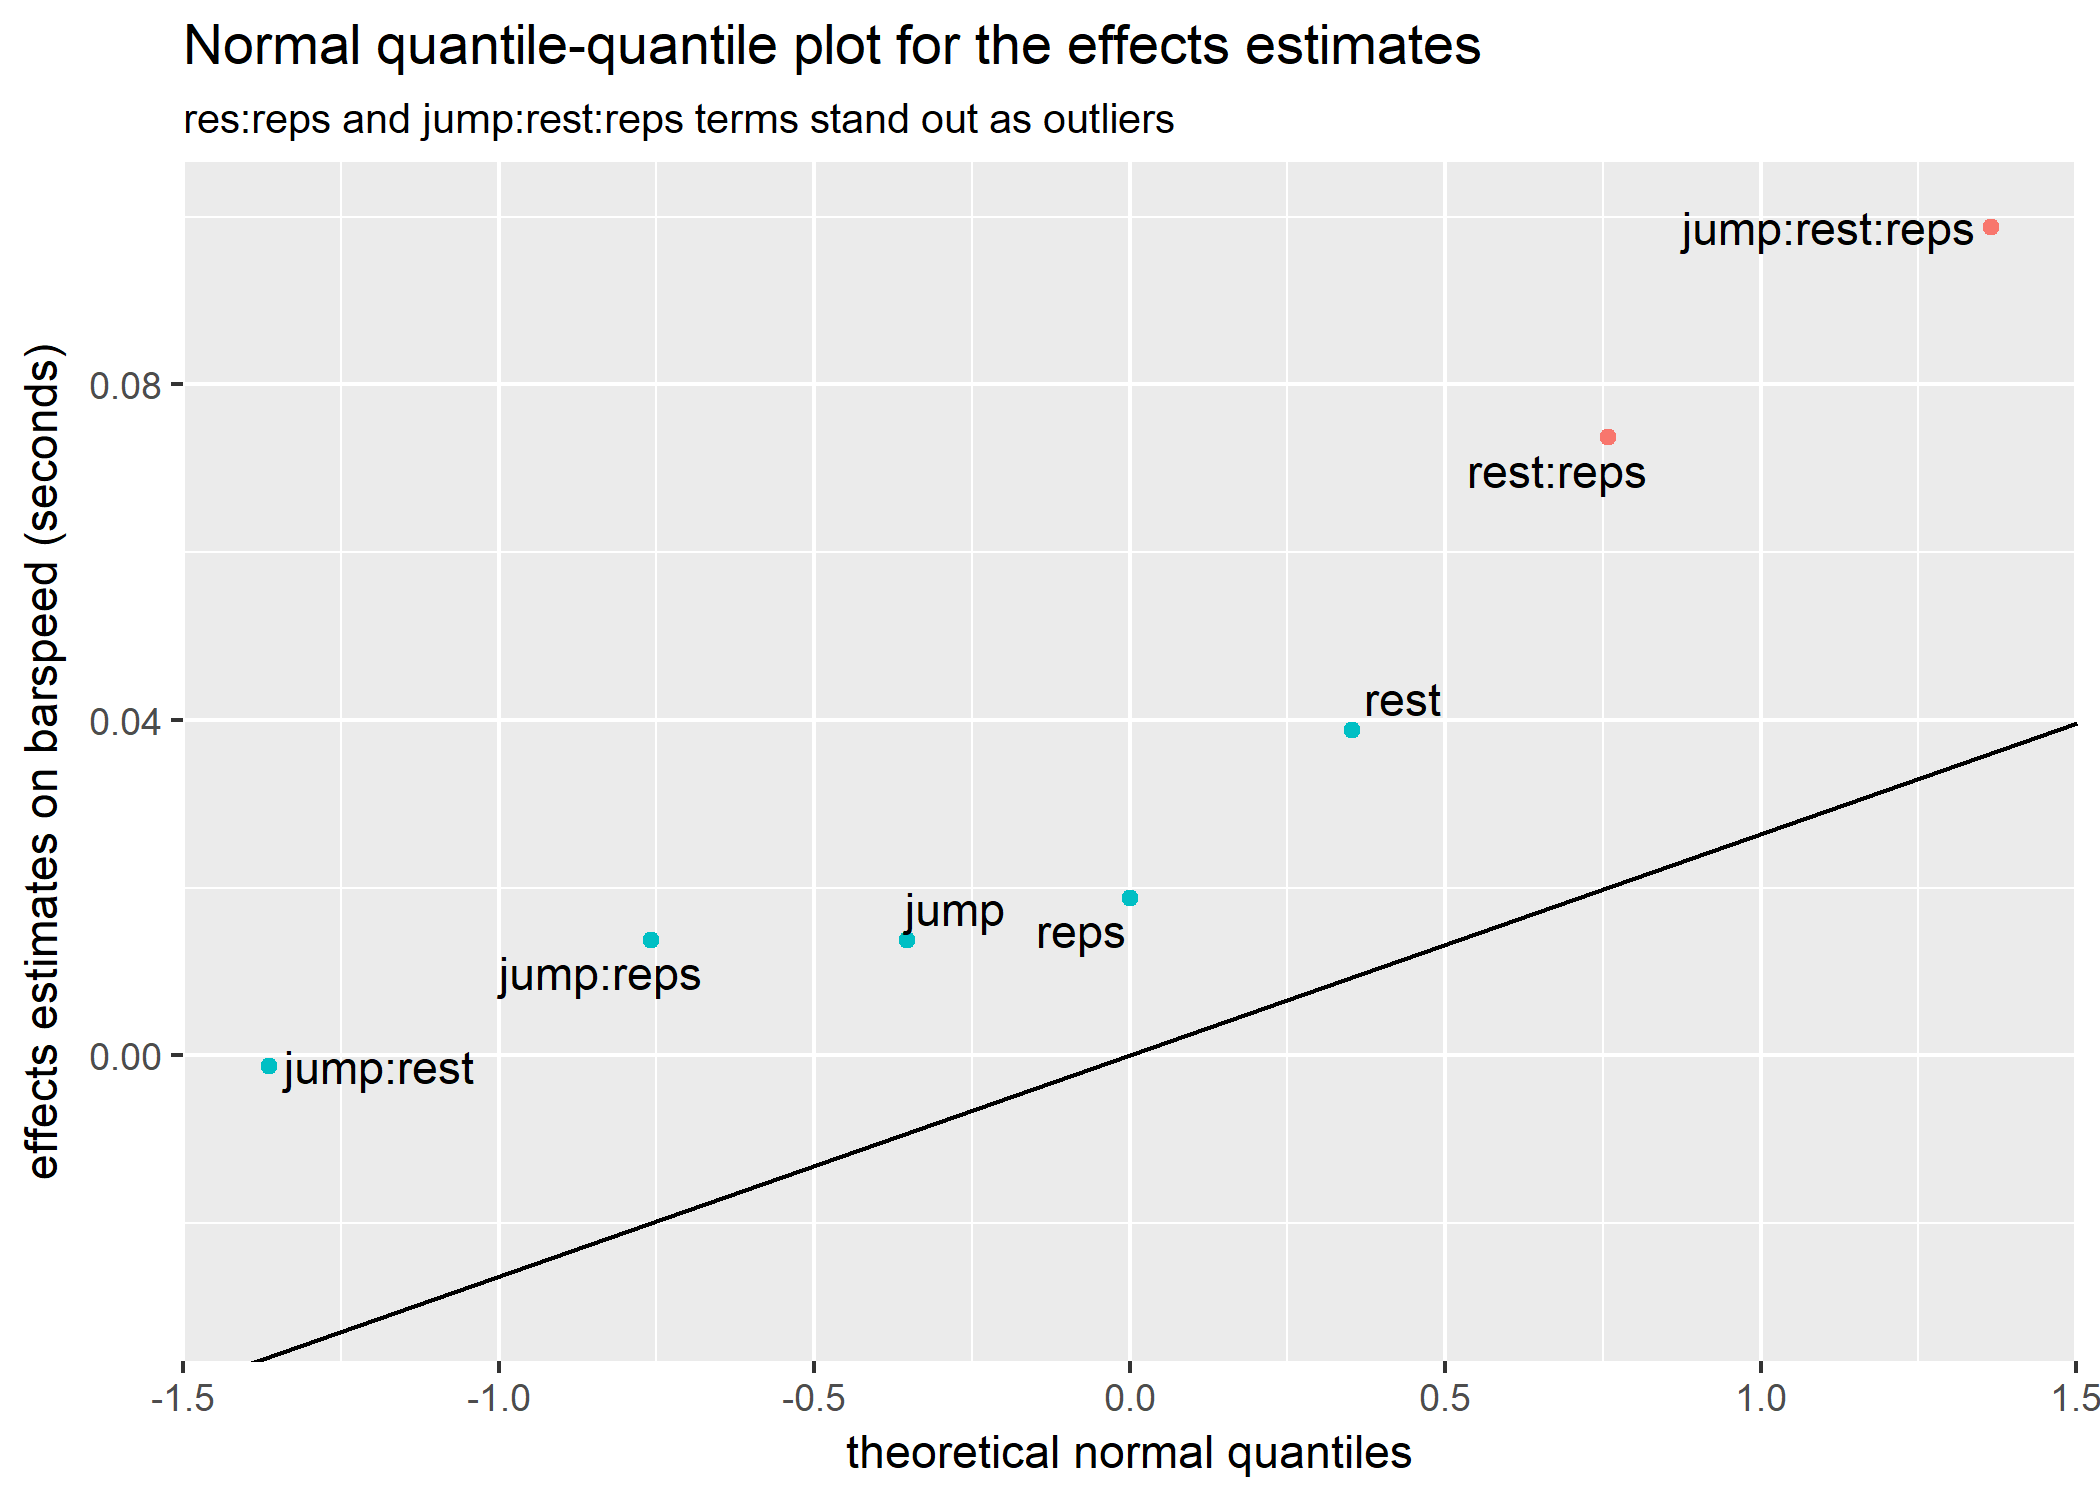 Normal quantile-quantile plot for the effects estimates
res:reps and jump:rest:reps terms stand out as outliers
effects estimates on barspeed (seconds)
0.08
0.04
0.00
jump:rest:reps
rest:reps
rest
jump
reps
jump:reps
jump:rest
-1.5
-1.0
-0.5
0.0
0.5
1.0
1.5
theoretical normal quantiles